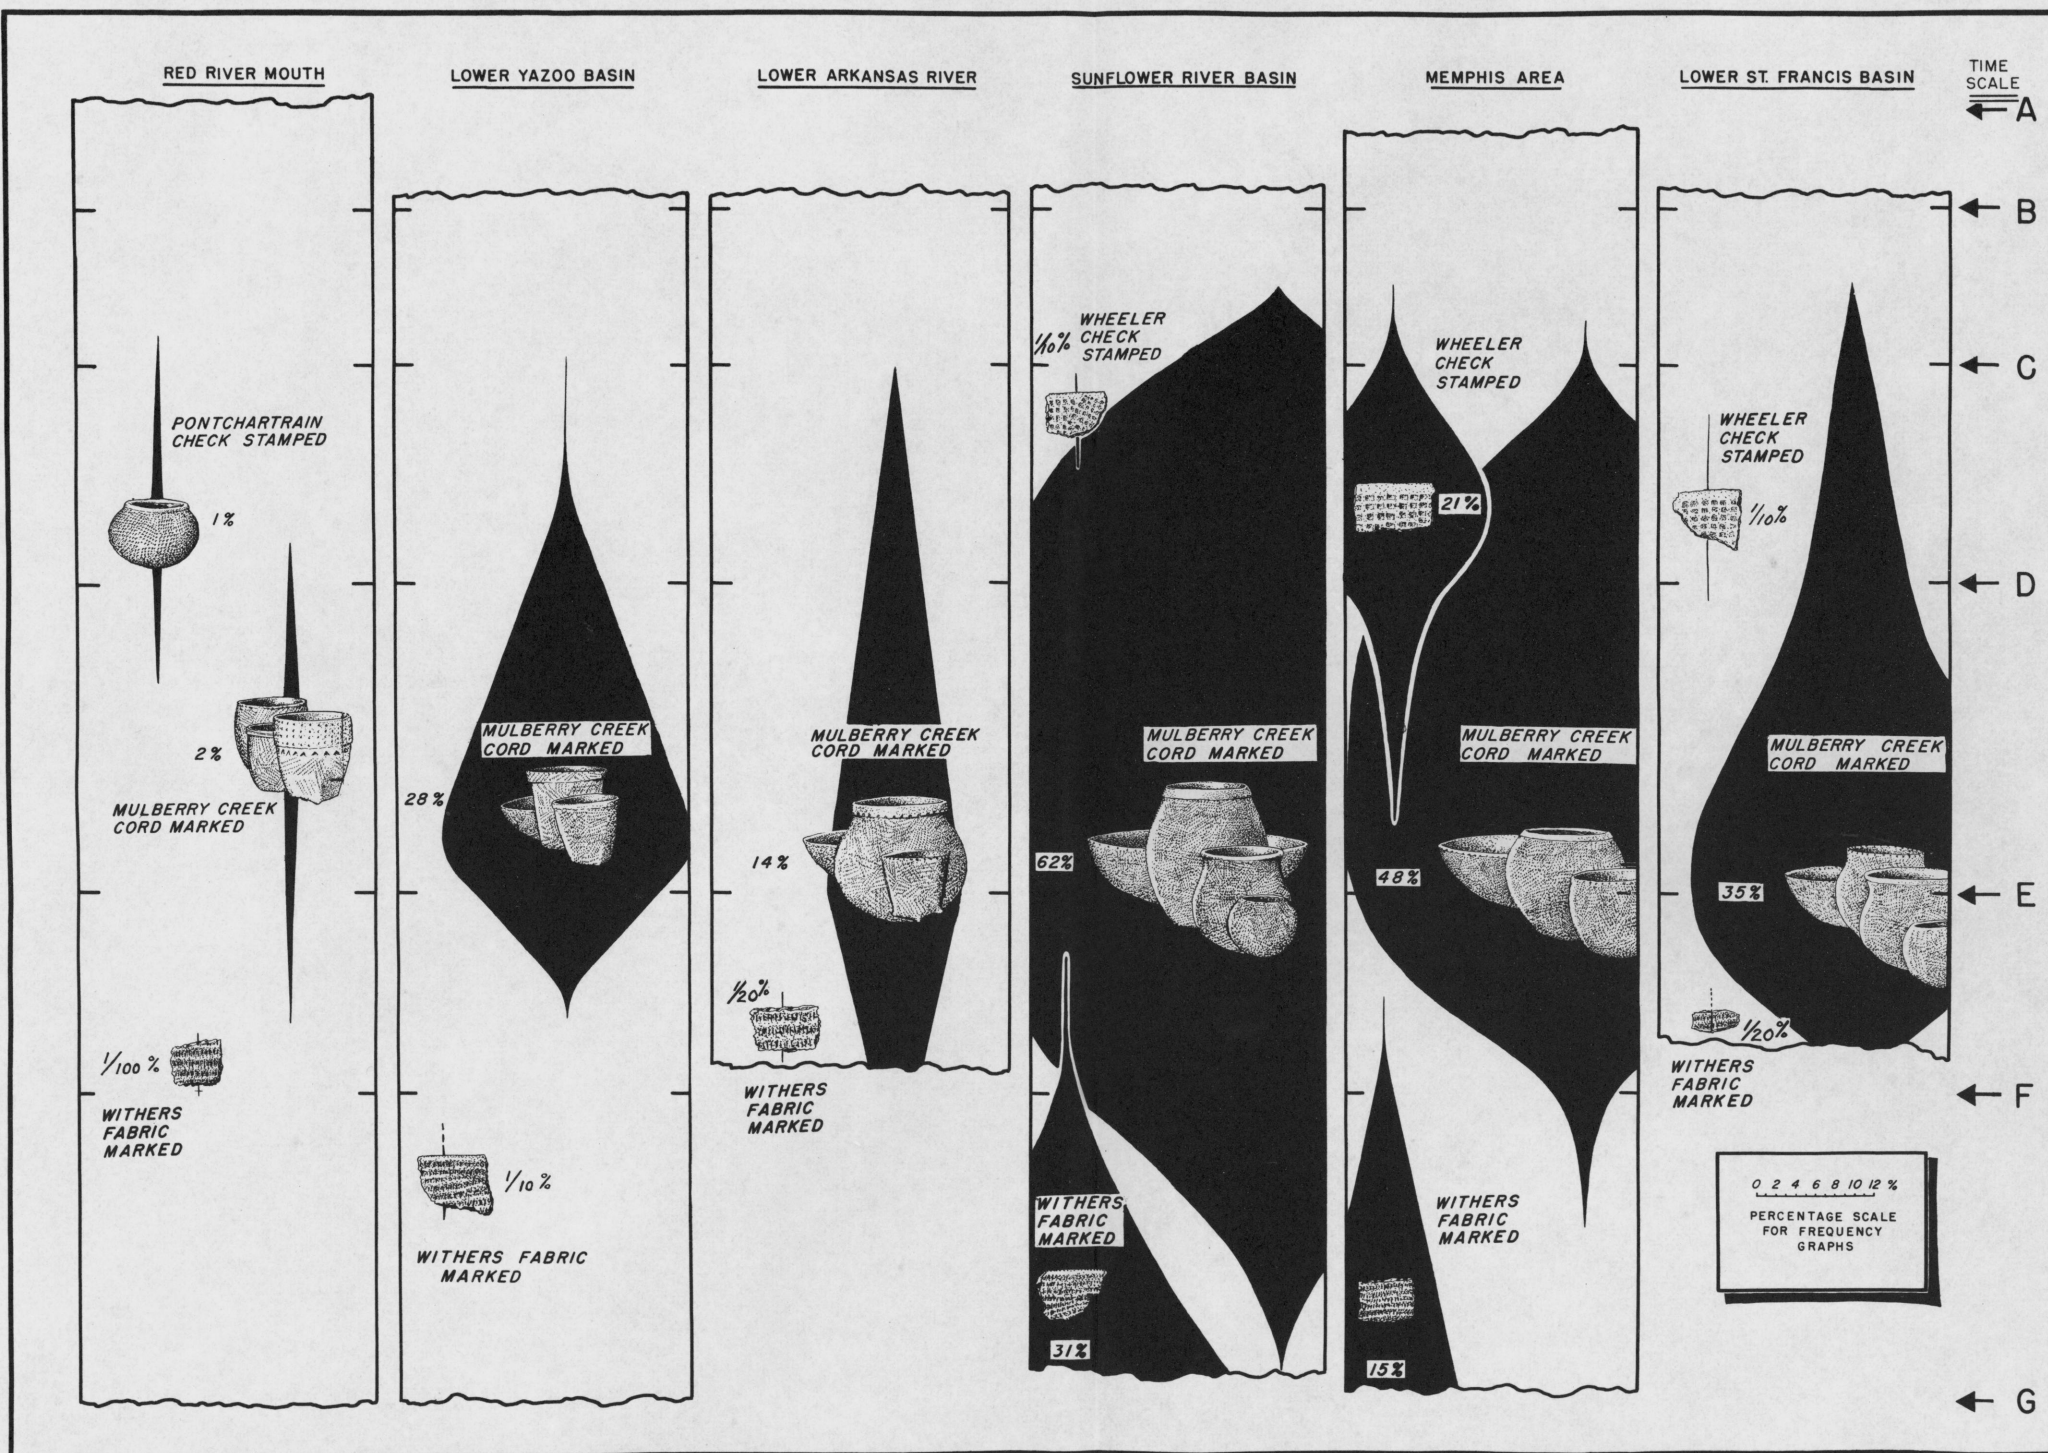 RED RIVER MOUTH
LOWER YAZOO BASIN
LOWER ARKANSAS RIVER
SUNFLOWER RIVER BASIN
MEMPHIS AREA
LOWER ST. FRANCIS BASIN
TIME
SCALE
A
B
C
D
E
F
G
PONTCHARTRAIN
CHECK STAMPED
1%
2%
MULBERRY CREEK
CORD MARKED
1/100 %
WITHERS
FABRIC
MARKED
MULBERRY CREEK
CORD MARKED
28%
1/10 %
WITHERS FABRIC
MARKED
MULBERRY CREEK
CORD MARKED
14%
1/20%
WITHERS
FABRIC
MARKED
WHEELER
CHECK
STAMPED
1/10%
MULBERRY CREEK
CORD MARKED
62%
WITHERS
FABRIC
MARKED
31%
WHEELER
CHECK
STAMPED
21%
MULBERRY CREEK
CORD MARKED
48%
WITHERS
FABRIC
MARKED
15%
WHEELER
CHECK
STAMPED
1/10%
MULBERRY CREEK
CORD MARKED
35%
1/20%
WITHERS
FABRIC
MARKED
0 2 4 6 8 10 12 %
PERCENTAGE SCALE
FOR FREQUENCY
GRAPHS